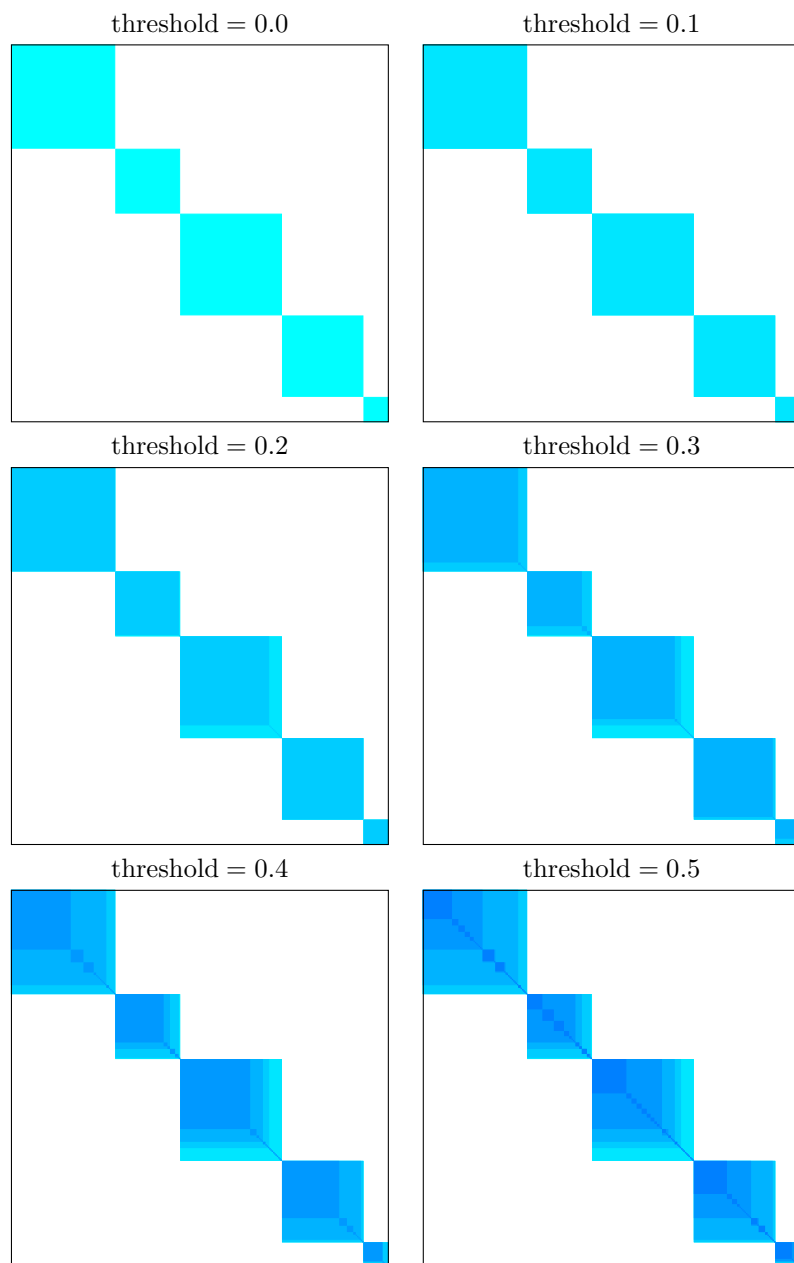 threshold = 0.0
threshold = 0.1
threshold = 0.2
threshold = 0.3
threshold = 0.4
threshold = 0.5